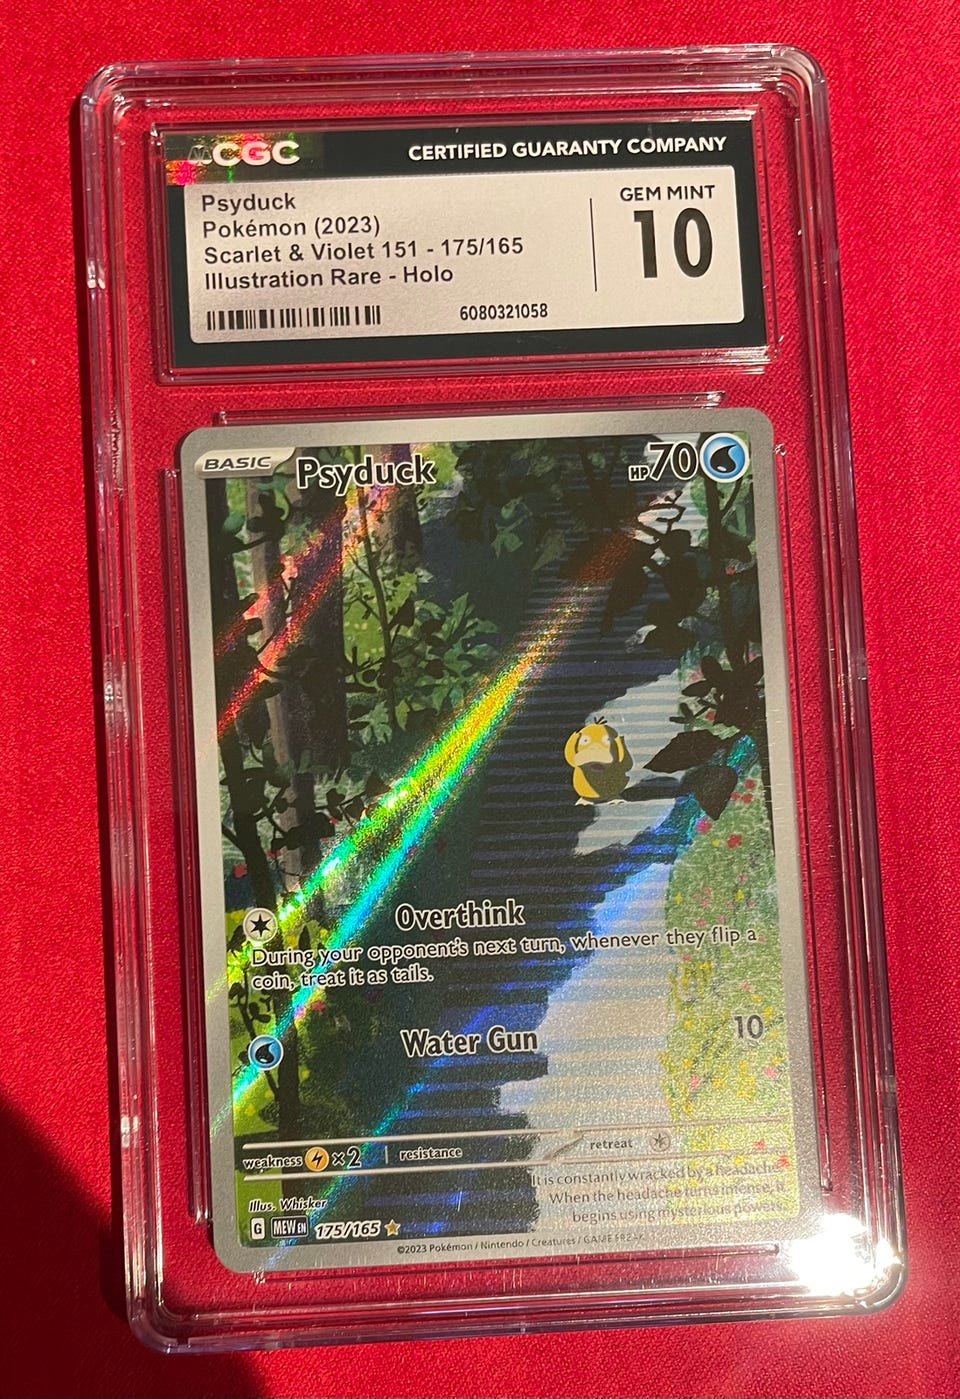 CGC
CERTIFIED GUARANTY COMPANY
Psyduck
Pokémon (2023)
Scarlet & Violet 151 - 175/165
Illustration Rare - Holo
GEM MINT
10
6080321058
BASIC
Psyduck
HP 70
Overthink
During your opponent's next turn, whenever they flip a
coin, treat it as tails.
Water Gun
10
weakness ×2
resistance
retreat
It is constantly wracked by a headache.
When the headache turns intense, it
begins using mysterious powers.
Illus. Whisker
G MEW EN 175/165
©2023 Pokémon / Nintendo / Creatures / GAME FREAK